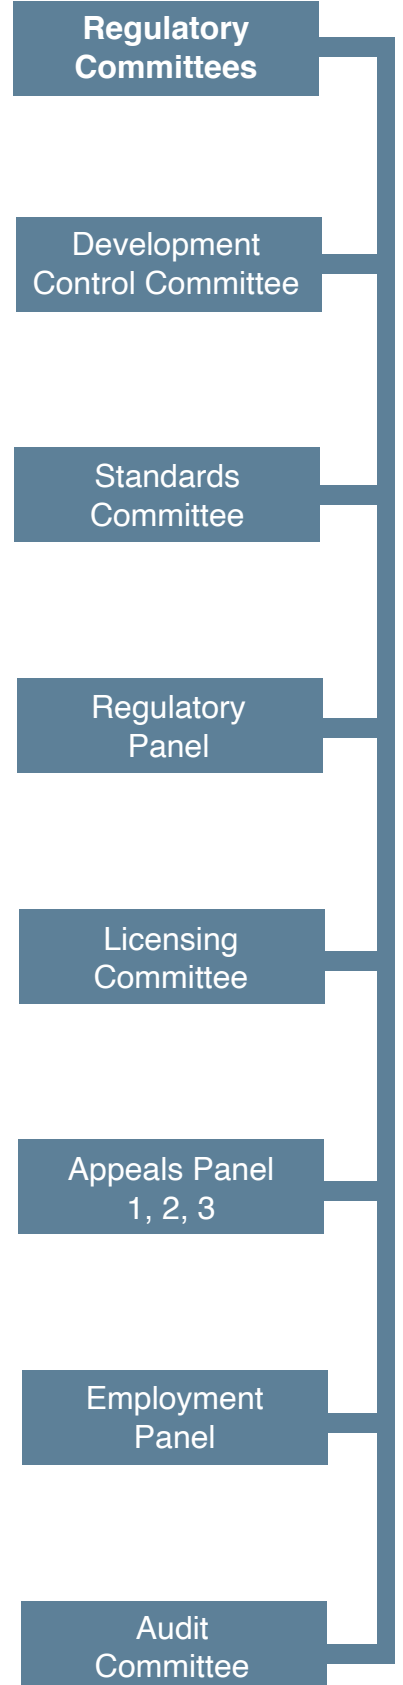 Regulatory
Committees
Development
Control Committee
Standards
Committee
Regulatory
Panel
Licensing
Committee
Appeals Panel
1, 2, 3
Employment
Panel
Audit
Committee